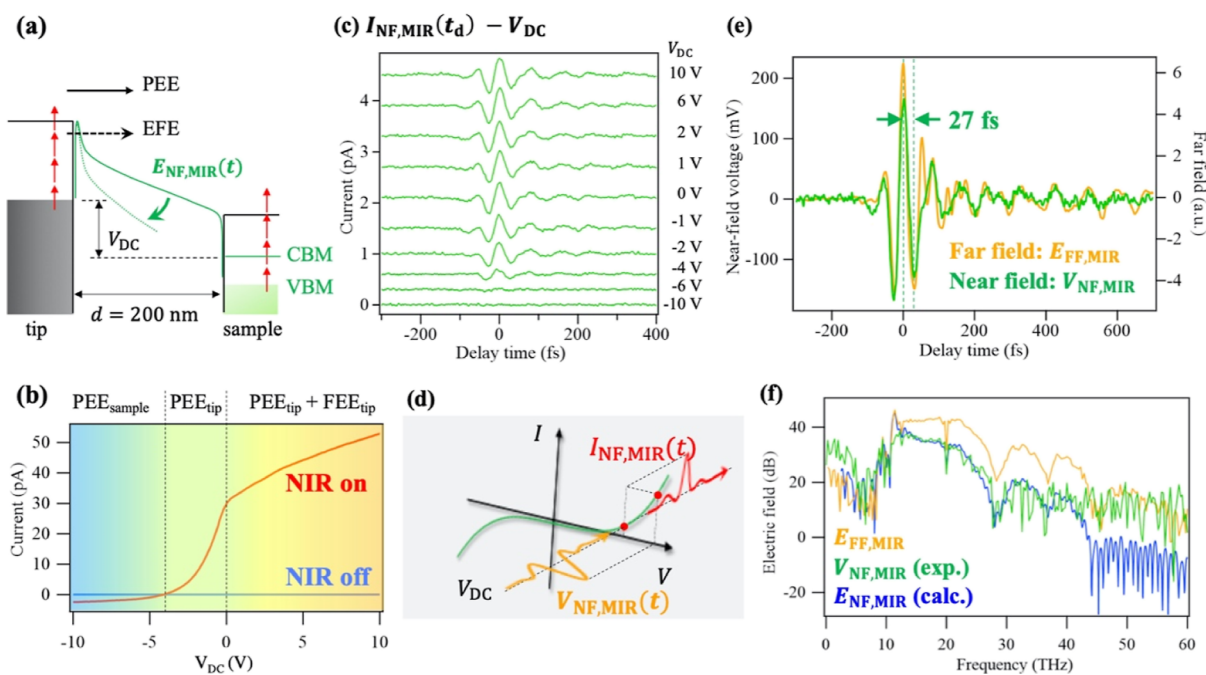 (a)
PEE
EFE
E_NF,MIR(t)
V_DC
CBM
VBM
d = 200 nm
tip
sample
(b)
PEE_sample
PEE_tip
PEE_tip + FEE_tip
50
40
30
20
10
0
Current (pA)
NIR on
NIR off
-10
-5
0
5
10
V_DC (V)
(c) I_NF,MIR(t_d) − V_DC
V_DC
10 V
6 V
2 V
1 V
0 V
-1 V
-2 V
-4 V
-6 V
-10 V
4
3
2
1
0
Current (pA)
-200
0
200
400
Delay time (fs)
(d)
I
I_NF,MIR(t)
V
V_DC
V_NF,MIR(t)
(e)
200
100
0
-100
Near-field voltage (mV)
27 fs
6
4
2
0
-2
-4
Far field (a.u.)
Far field: E_FF,MIR
Near field: V_NF,MIR
-200
0
200
400
600
Delay time (fs)
(f)
40
20
0
-20
Electric field (dB)
E_FF,MIR
V_NF,MIR (exp.)
E_NF,MIR (calc.)
0
10
20
30
40
50
60
Frequency (THz)